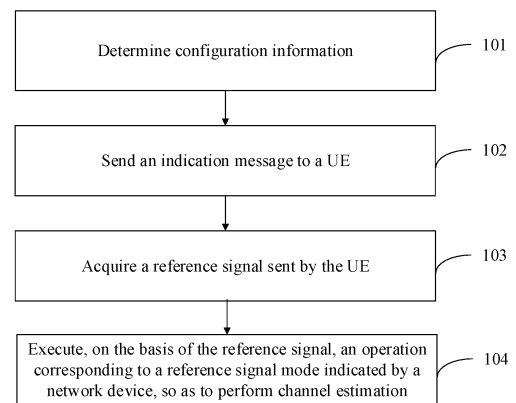 Determine configuration information
101
Send an indication message to a UE
102
Acquire a reference signal sent by the UE
103
Execute, on the basis of the reference signal, an operation
corresponding to a reference signal mode indicated by a
network device, so as to perform channel estimation
104